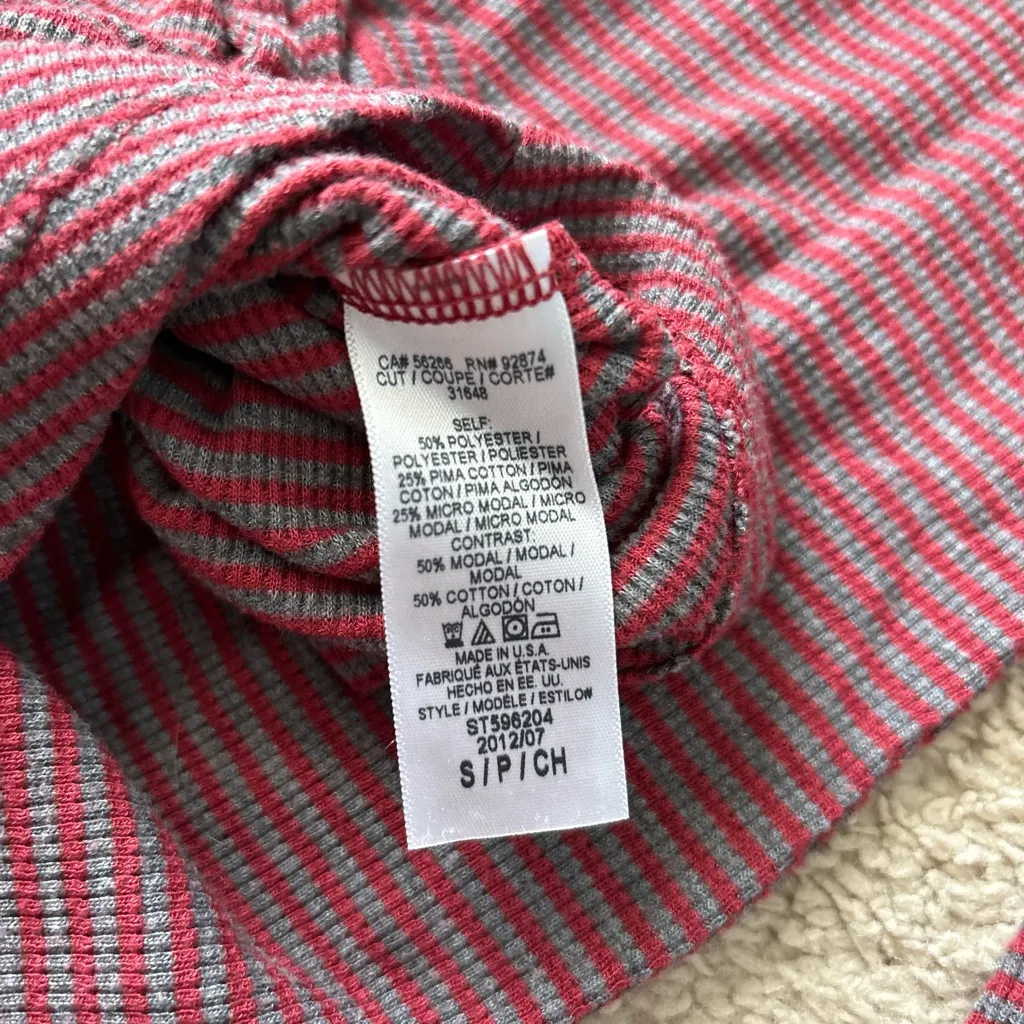 CA# 56266 RN# 92874
CUT / COUPE / CORTE#
31648
SELF:
50% POLYESTER /
POLYESTER / POLIESTER
25% PIMA COTTON / PIMA
COTON / PIMA ALGODÓN
25% MICRO MODAL / MICRO
MODAL / MICRO MODAL
CONTRAST:
50% MODAL / MODAL /
MODAL
50% COTTON / COTON /
ALGODÓN
MADE IN U.S.A.
FABRIQUÉ AUX ÉTATS-UNIS
HECHO EN EE. UU.
STYLE / MODÈLE / ESTILO#
ST596204
2012/07
S / P / CH